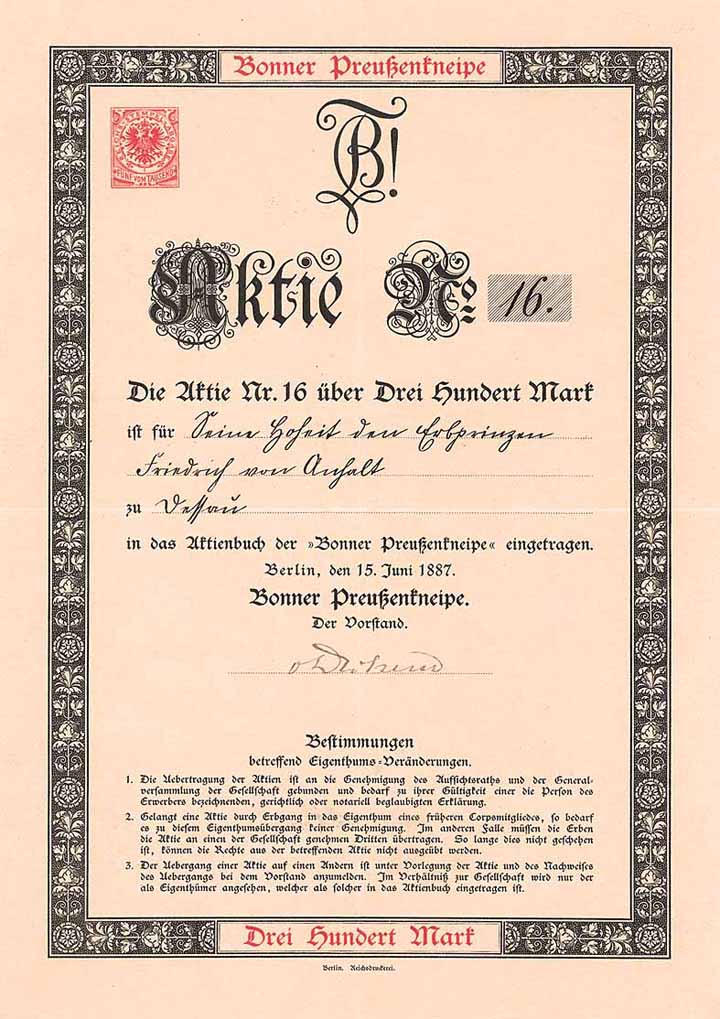 Bonner Preußenkneipe
REICHS-STEMPEL-ABGABE
FÜNF VOM TAUSEND
B!
Aktie No. 16.
Die Aktie Nr. 16 über Drei Hundert Mark
ist für Seine Hoheit den Erbprinzen
Friedrich von Anhalt
zu Dessau
in das Aktienbuch der »Bonner Preußenkneipe« eingetragen.
Berlin, den 15. Juni 1887.
Bonner Preußenkneipe.
Der Vorstand.
Bestimmungen
betreffend Eigenthums-Veränderungen.
1. Die Uebertragung der Aktien ist an die Genehmigung des Aufsichtsraths und der General-
versammlung der Gesellschaft gebunden und bedarf zu ihrer Gültigkeit einer die Person des
Erwerbers bezeichnenden, gerichtlich oder notariell beglaubigten Erklärung.
2. Gelangt eine Aktie durch Erbgang in das Eigenthum eines früheren Corpsmitgliedes, so bedarf
es zu diesem Eigenthumsübergang keiner Genehmigung. Im anderen Falle müssen die Erben
die Aktie an einen der Gesellschaft genehmen Dritten übertragen. So lange dies nicht geschehen
ist, können die Rechte aus der betreffenden Aktie nicht ausgeübt werden.
3. Der Uebergang einer Aktie auf einen Andern ist unter Vorlegung der Aktie und des Nachweises
des Uebergangs bei dem Vorstand anzumelden. Im Verhältniß zur Gesellschaft wird nur der
als Eigenthümer angesehen, welcher als solcher in das Aktienbuch eingetragen ist.
Drei Hundert Mark
Berlin. Reichsdruckerei.